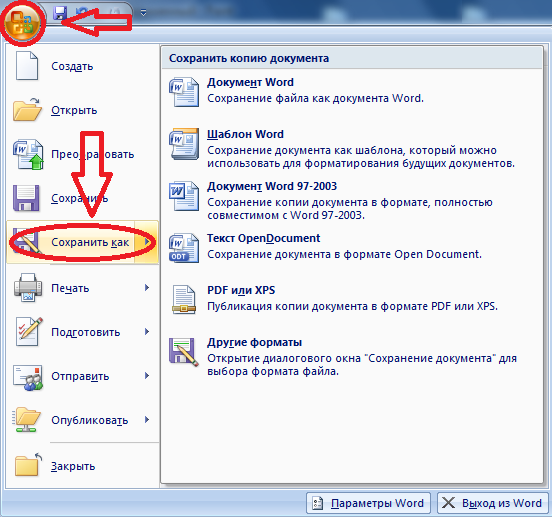 Сохранить копию документа
Создать
Открыть
Преобразовать
Сохранить
Сохранить как
Печать
Подготовить
Отправить
Опубликовать
Закрыть
Документ Word
Сохранение файла как документа Word.
Шаблон Word
Сохранение документа как шаблона, который можно
использовать для форматирования будущих документов.
Документ Word 97-2003
Сохранение копии документа в формате, полностью
совместимом с Word 97-2003.
Текст OpenDocument
Сохранение документа в формате Open Document.
ODT
PDF или XPS
Публикация копии документа в формате PDF или XPS.
Другие форматы
Открытие диалогового окна "Сохранение документа" для
выбора формата файла.
Параметры Word
Выход из Word